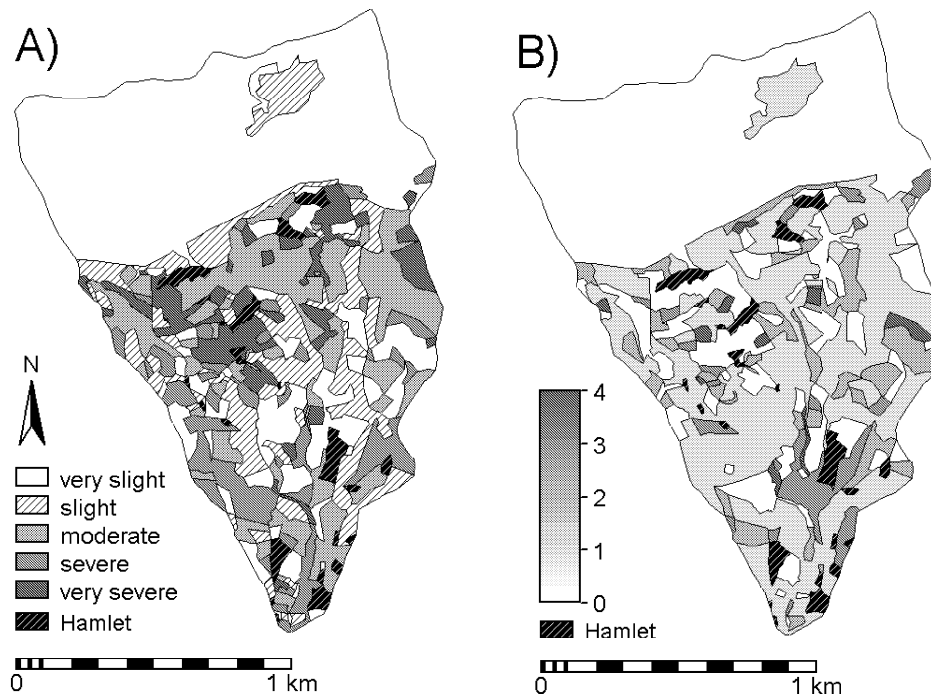 A)
B)
N
very slight
slight
moderate
severe
very severe
Hamlet
0
1 km
4
3
2
1
0
Hamlet
0
1 km